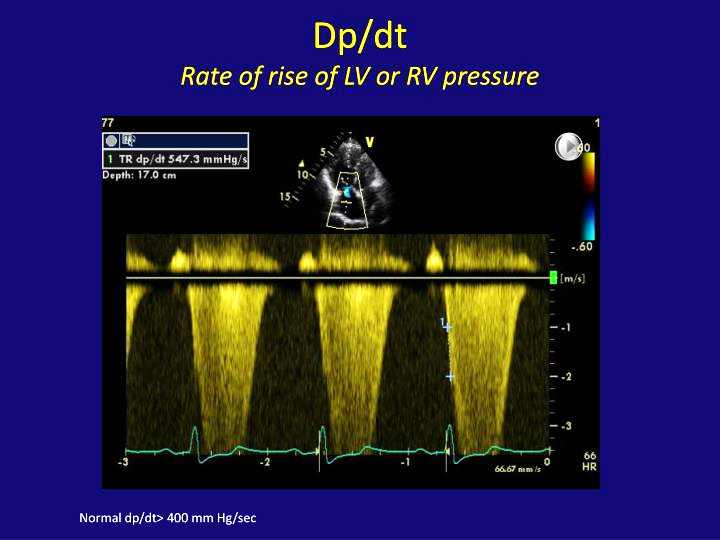 Dp/dt
Rate of rise of LV or RV pressure
77
1
1 TR dp/dt 547.3 mmHg/s
Depth: 17.0 cm
V
5
10
15
.60
-.60
[m/s]
1
-1
-2
-3
-3
-2
-1
0
66.67 mm/s
66
HR
Normal dp/dt> 400 mm Hg/sec